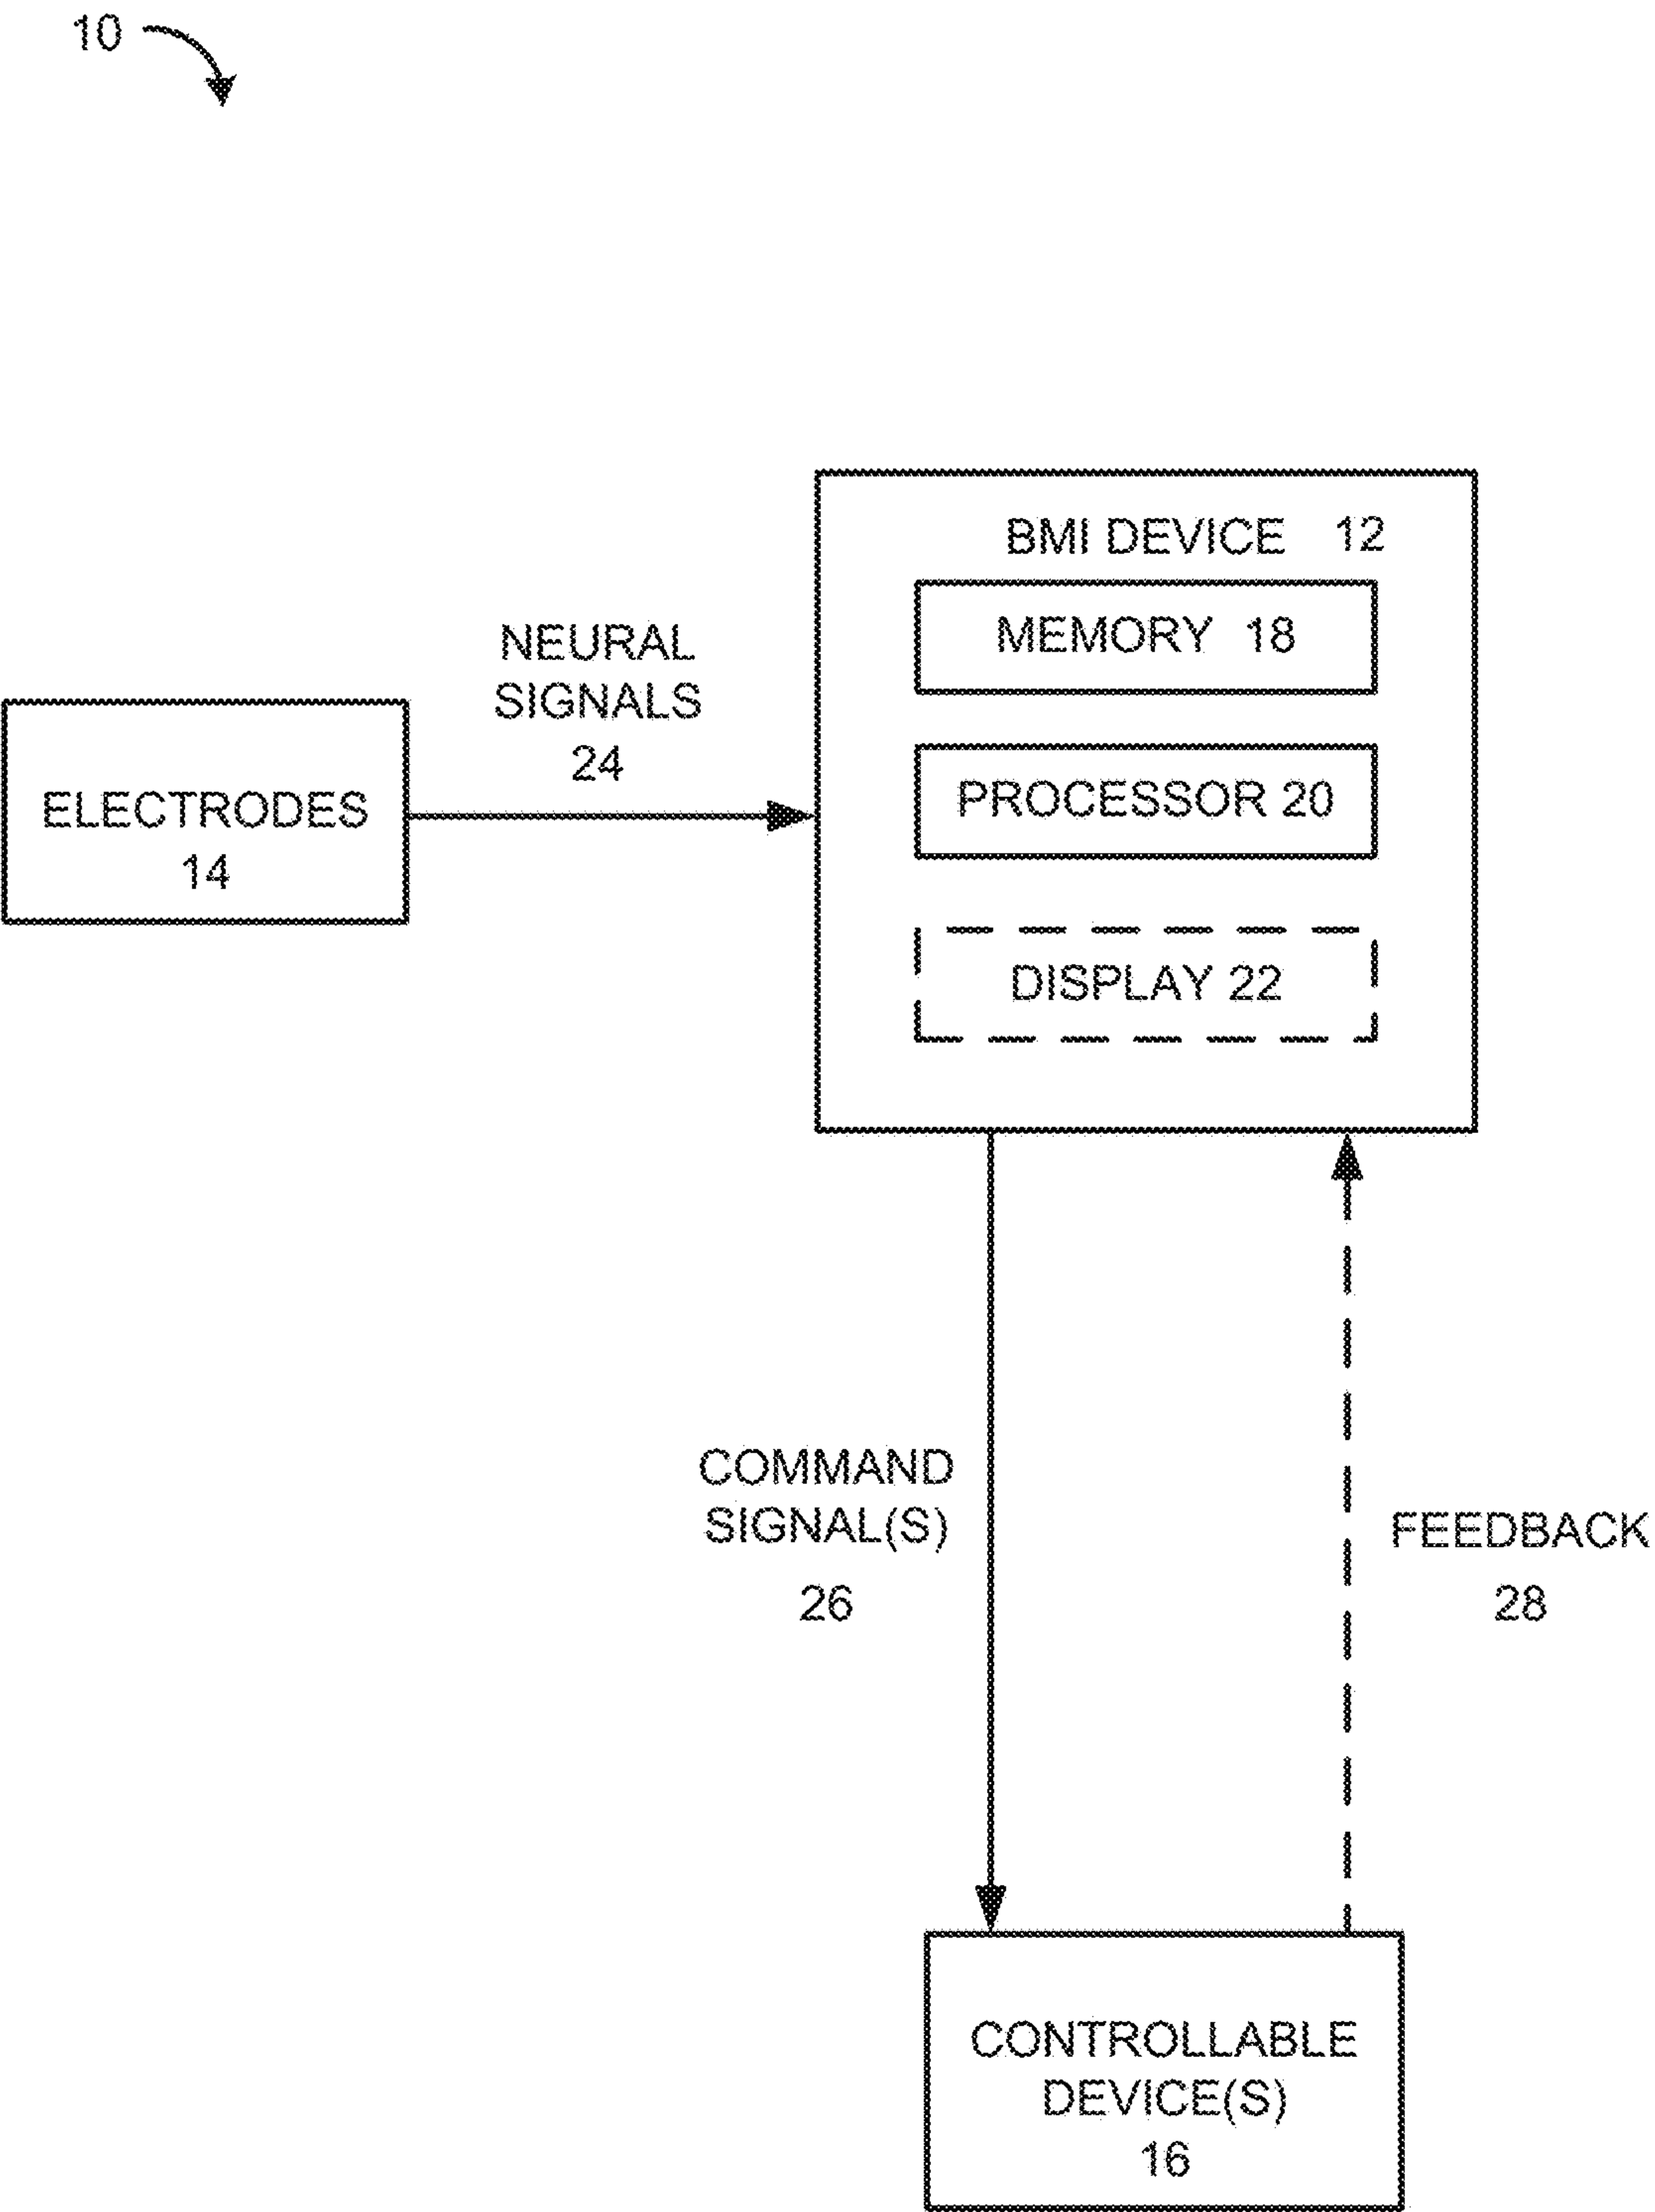 10
BMI DEVICE 12
MEMORY 18
PROCESSOR 20
DISPLAY 22
NEURAL
SIGNALS
24
ELECTRODES
14
COMMAND
SIGNAL(S)
26
FEEDBACK
28
CONTROLLABLE
DEVICE(S)
16